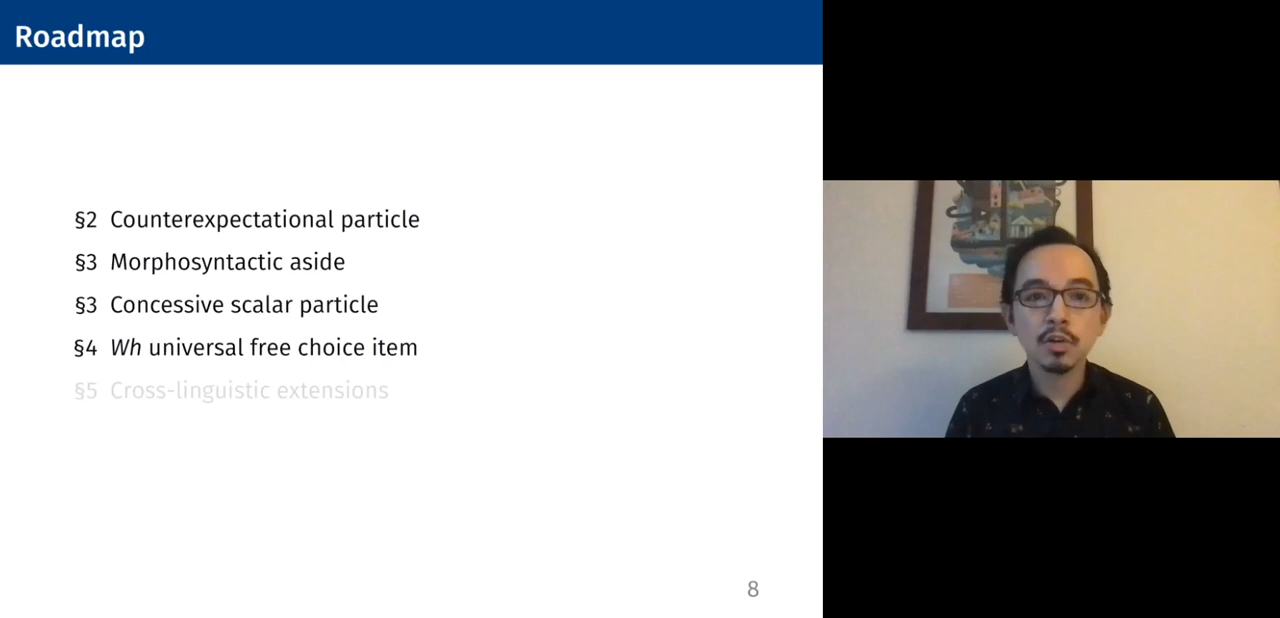 Roadmap
§2 Counterexpectational particle
§3 Morphosyntactic aside
§3 Concessive scalar particle
§4 Wh universal free choice item
§5 Cross-linguistic extensions
8